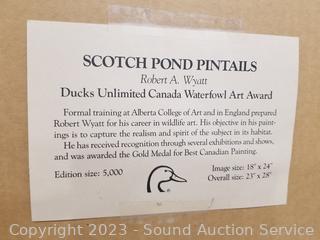 SCOTCH POND PINTAILS
Robert A. Wyatt
Ducks Unlimited Canada Waterfowl Art Award
Formal training at Alberta College of Art and in England prepared
Robert Wyatt for his career in wildlife art. His objective in his paint-
ings is to capture the realism and spirit of the subject in its habitat.
He has received recognition through several exhibitions and shows,
and was awarded the Gold Medal for Best Canadian Painting.
Edition size: 5,000
Image size: 18" x 24"
Overall size: 23" x 28"
Copyright 2023 - Sound Auction Service